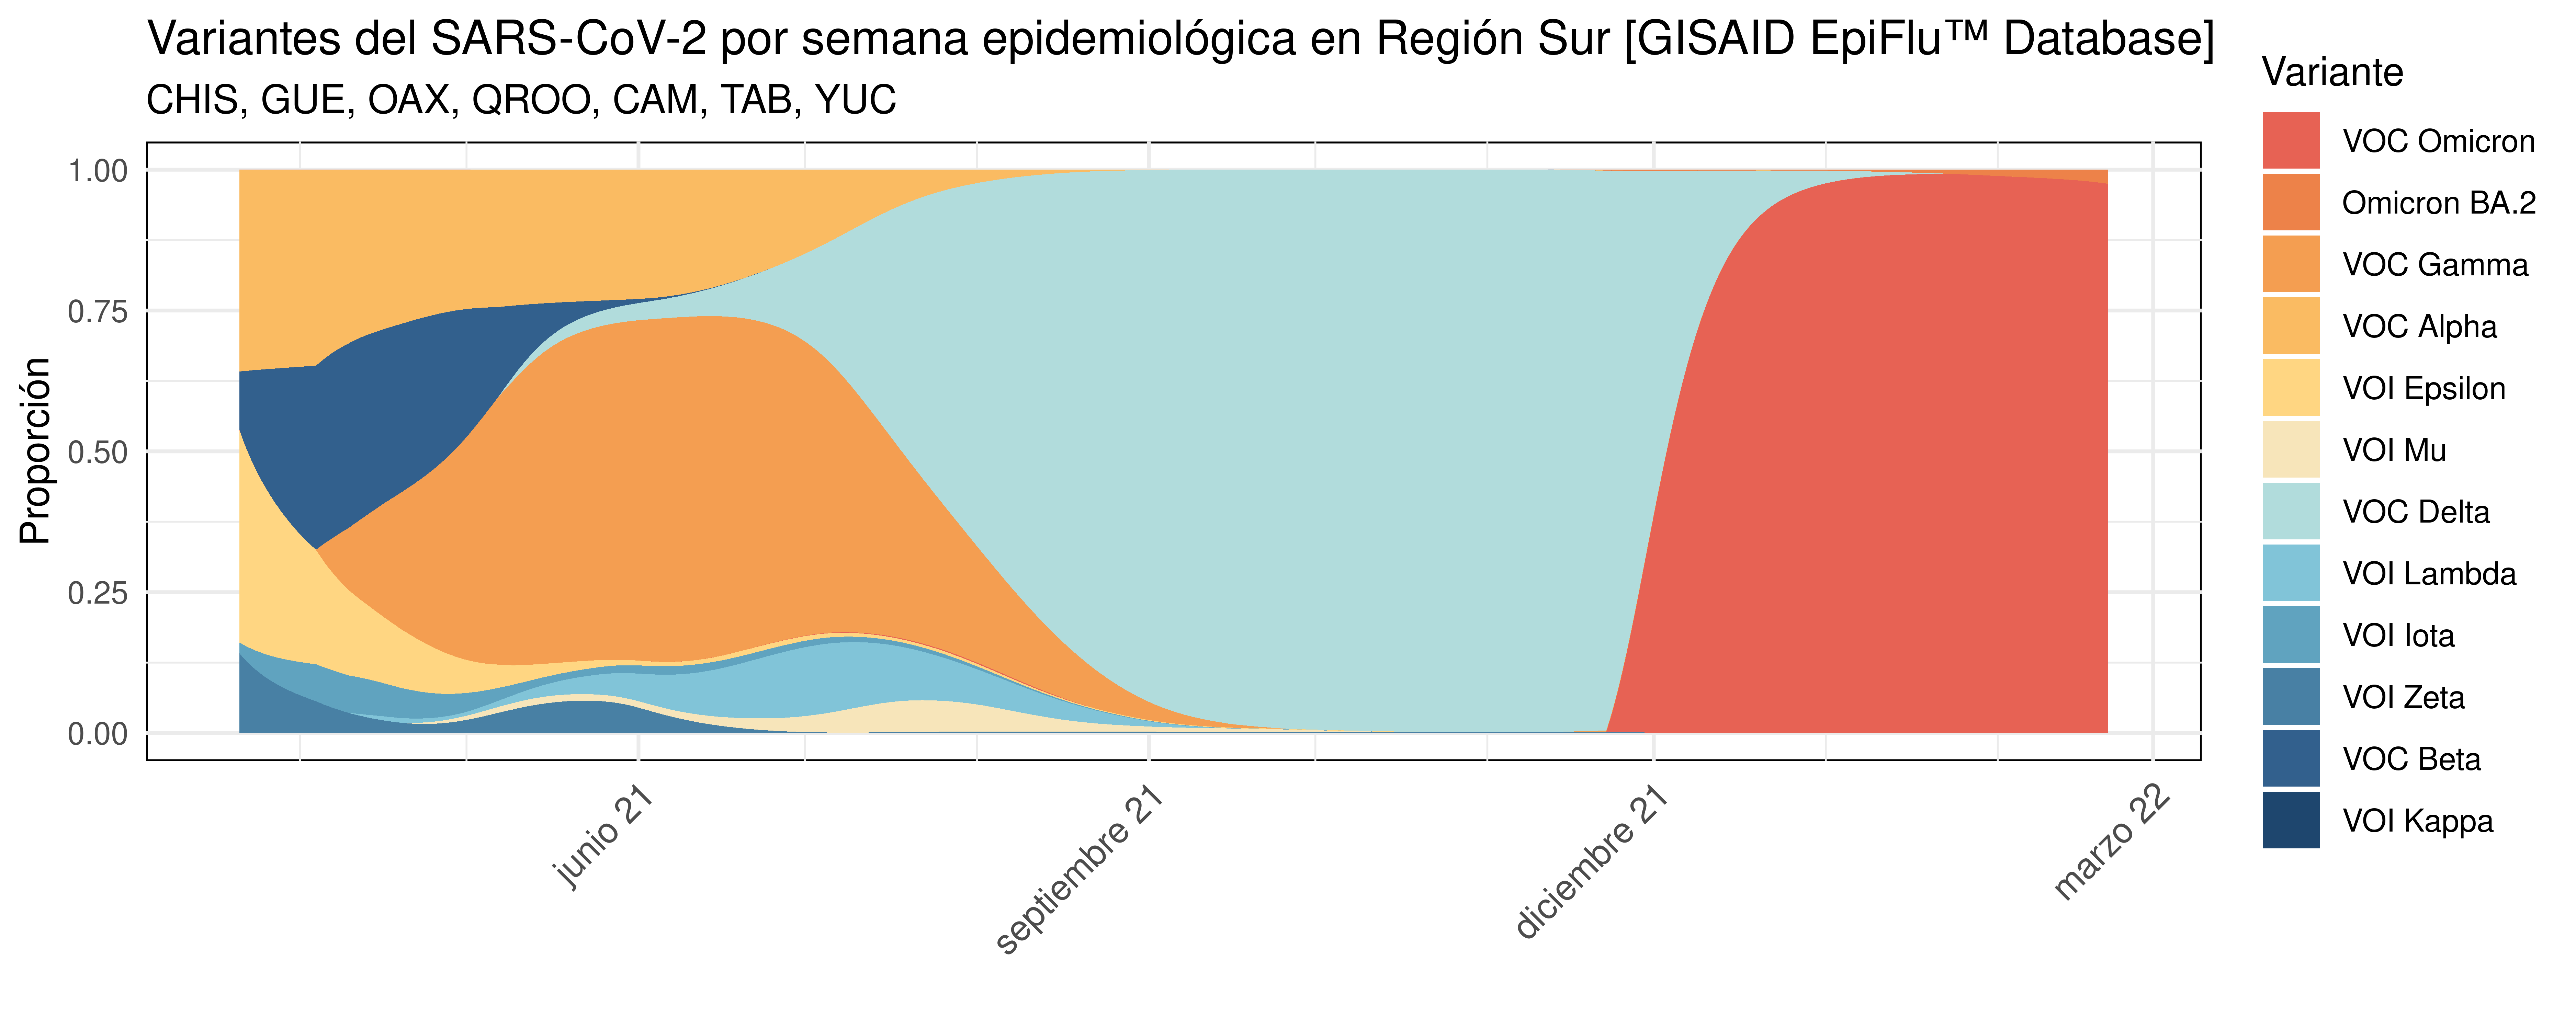 Variantes del SARS-CoV-2 por semana epidemiológica en Región Sur [GISAID EpiFlu™ Database]
CHIS, GUE, OAX, QROO, CAM, TAB, YUC
Proporción
1.00
0.75
0.50
0.25
0.00
junio 21
septiembre 21
diciembre 21
marzo 22
Variante
VOC Omicron
Omicron BA.2
VOC Gamma
VOC Alpha
VOI Epsilon
VOI Mu
VOC Delta
VOI Lambda
VOI Iota
VOI Zeta
VOC Beta
VOI Kappa